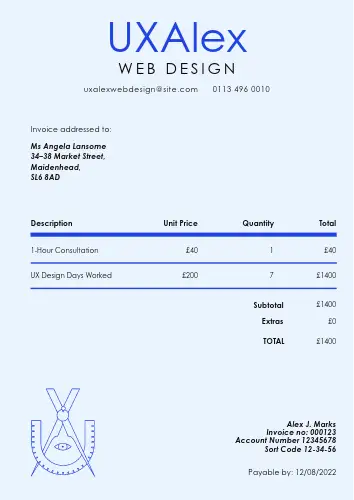 UXAlex
WEB DESIGN
uxalexwebdesign@site.com 0113 496 0010
Invoice addressed to:
Ms Angela Lansome
34–38 Market Street,
Maidenhead,
SL6 8AD
Description Unit Price Quantity Total
1-Hour Consultation £40 1 £40
UX Design Days Worked £200 7 £1400
Subtotal £1400
Extras £0
TOTAL £1400
Alex J. Marks
Invoice no: 000123
Account Number 12345678
Sort Code 12-34-56
Payable by: 12/08/2022